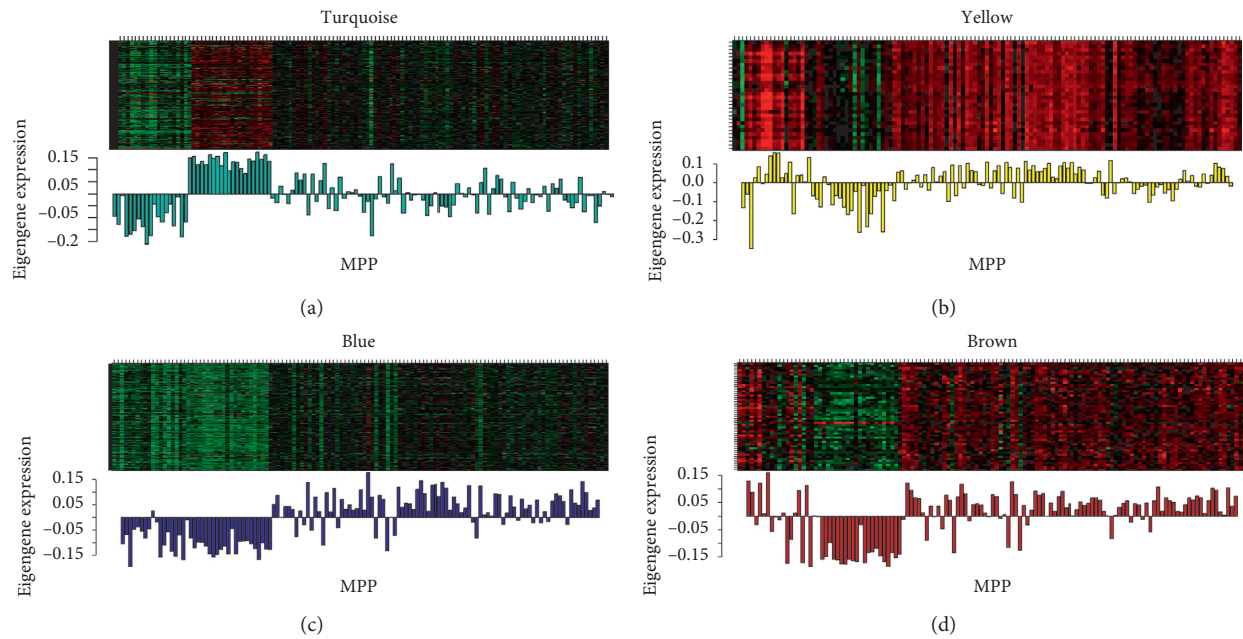 Turquoise
Eigengene expression
0.15
0.05
−0.05
−0.2
MPP
(a)
Yellow
Eigengene expression
0.1
0.0
−0.1
−0.2
−0.3
MPP
(b)
Blue
Eigengene expression
0.15
0.05
−0.05
−0.15
MPP
(c)
Brown
Eigengene expression
0.15
0.05
−0.05
−0.15
MPP
(d)